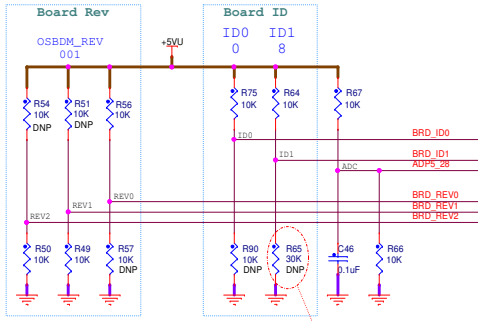 Board Rev
Board ID
OSBDM_REV
001
+5VU
ID0
0
ID1
8
R54
10K
DNP
R51
10K
DNP
R56
10K
R75
10K
R64
10K
R67
10K
ID0
BRD_ID0
ID1
BRD_ID1
ADC
ADP5_28
REV0
BRD_REV0
REV1
BRD_REV1
REV2
BRD_REV2
R50
10K
R49
10K
R57
10K
DNP
R90
10K
DNP
R65
30K
DNP
C46
0.1uF
R66
10K